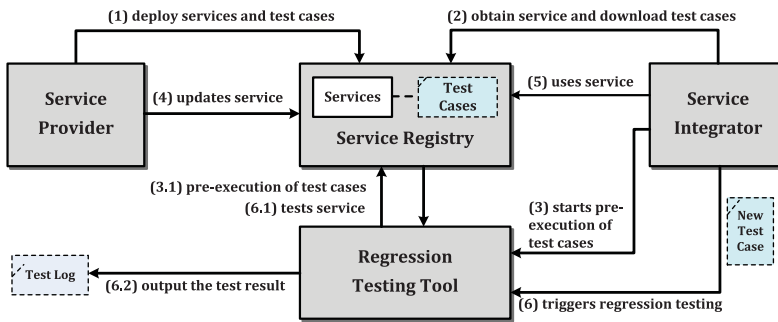 (1) deploy services and test cases
(2) obtain service and download test cases
Service
Provider
(4) updates service
Services
Test
Cases
Service Registry
(5) uses service
Service
Integrator
(3.1) pre-execution of test cases
(6.1) tests service
(3) starts pre-
execution of
test cases
New
Test
Case
Regression
Testing Tool
Test Log
(6.2) output the test result
(6) triggers regression testing